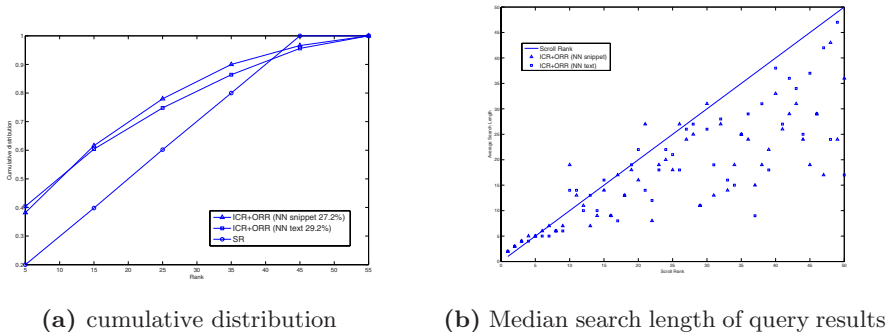 1
0.9
0.8
0.7
0.6
0.5
0.4
0.3
0.2
5 10 15 20 25 30 35 40 45 50 55
Rank
Cumulative distribution
ICR+ORR (NN snippet 27.2%)
ICR+ORR (NN text 29.2%)
SR
(a) cumulative distribution
50
45
40
35
30
25
20
15
10
5
0
0 5 10 15 20 25 30 35 40 45 50
Scroll Rank
Average Search Length
Scroll Rank
ICR+ORR (NN snippet)
ICR+ORR (NN text)
(b) Median search length of query results